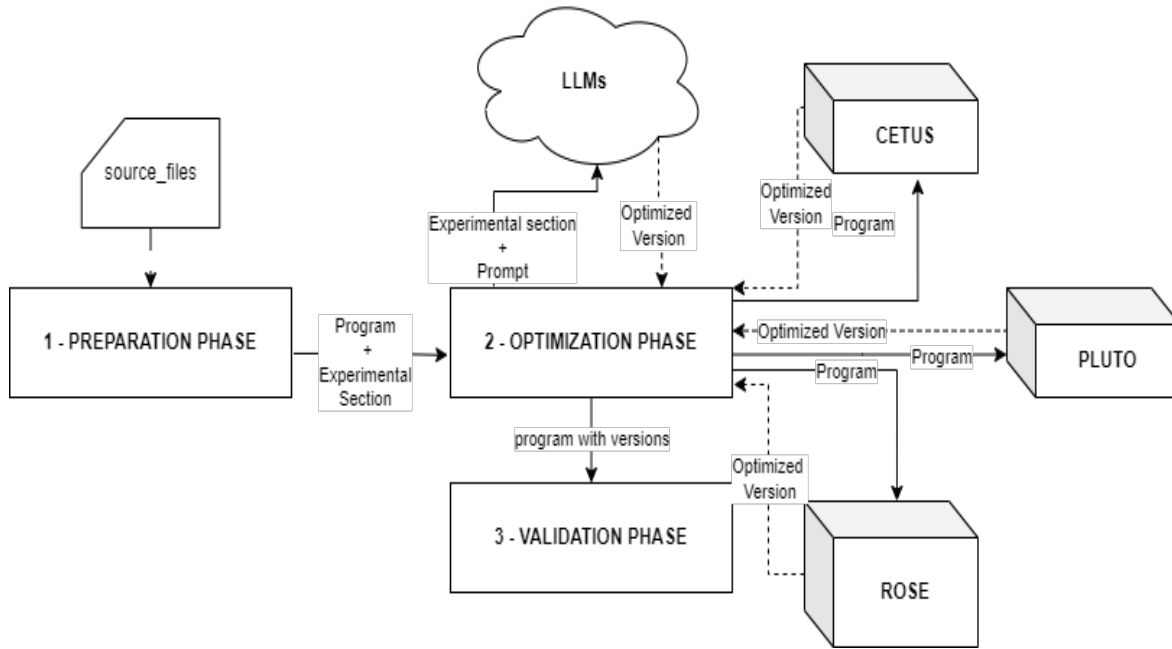 LLMs
CETUS
source_files
Optimized
Version
Program
Experimental section
+
Prompt
Optimized
Version
1 - PREPARATION PHASE
Program
+
Experimental
Section
2 - OPTIMIZATION PHASE
Optimized Version
Program
Program
PLUTO
program with versions
Optimized
Version
3 - VALIDATION PHASE
ROSE